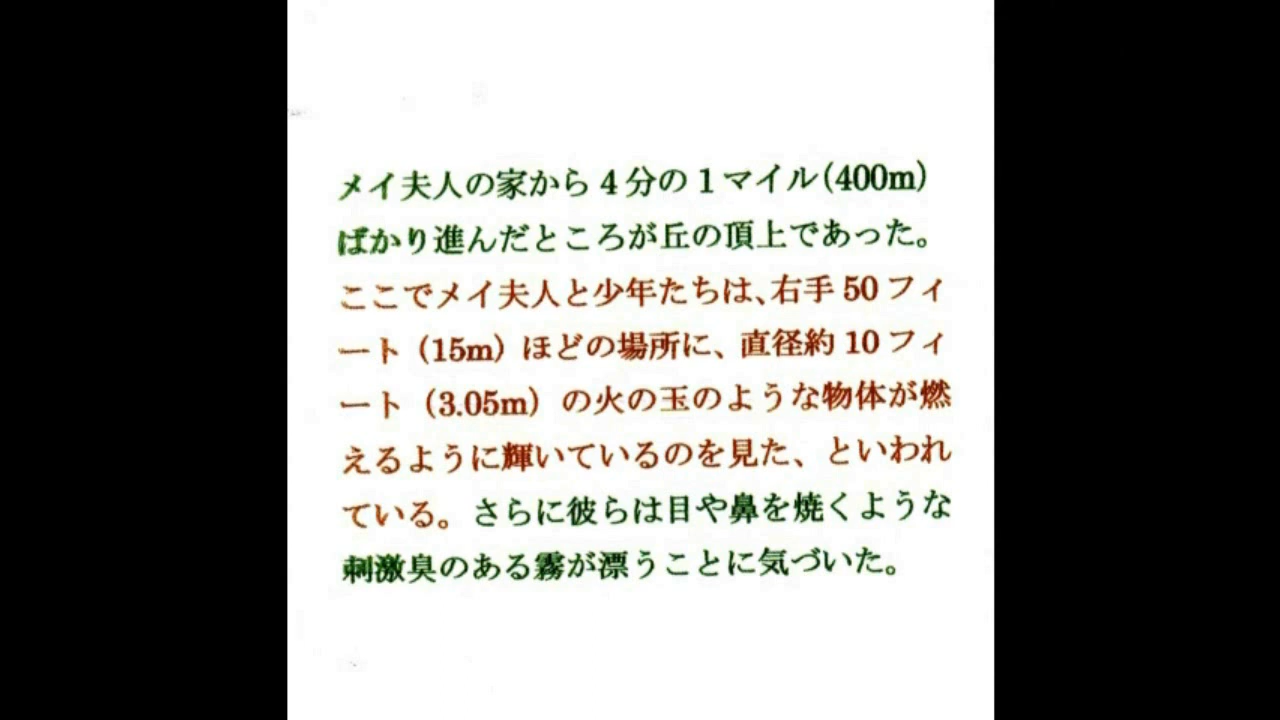 メイ夫人の家から4分の1マイル(400m)
ばかり進んだところが丘の頂上であった。
ここでメイ夫人と少年たちは、右手50フィ
ート（15m）ほどの場所に、直径約10フィ
ート（3.05m）の火の玉のような物体が燃
えるように輝いているのを見た、といわれ
ている。さらに彼らは目や鼻を焼くような
刺激臭のある霧が漂うことに気づいた。